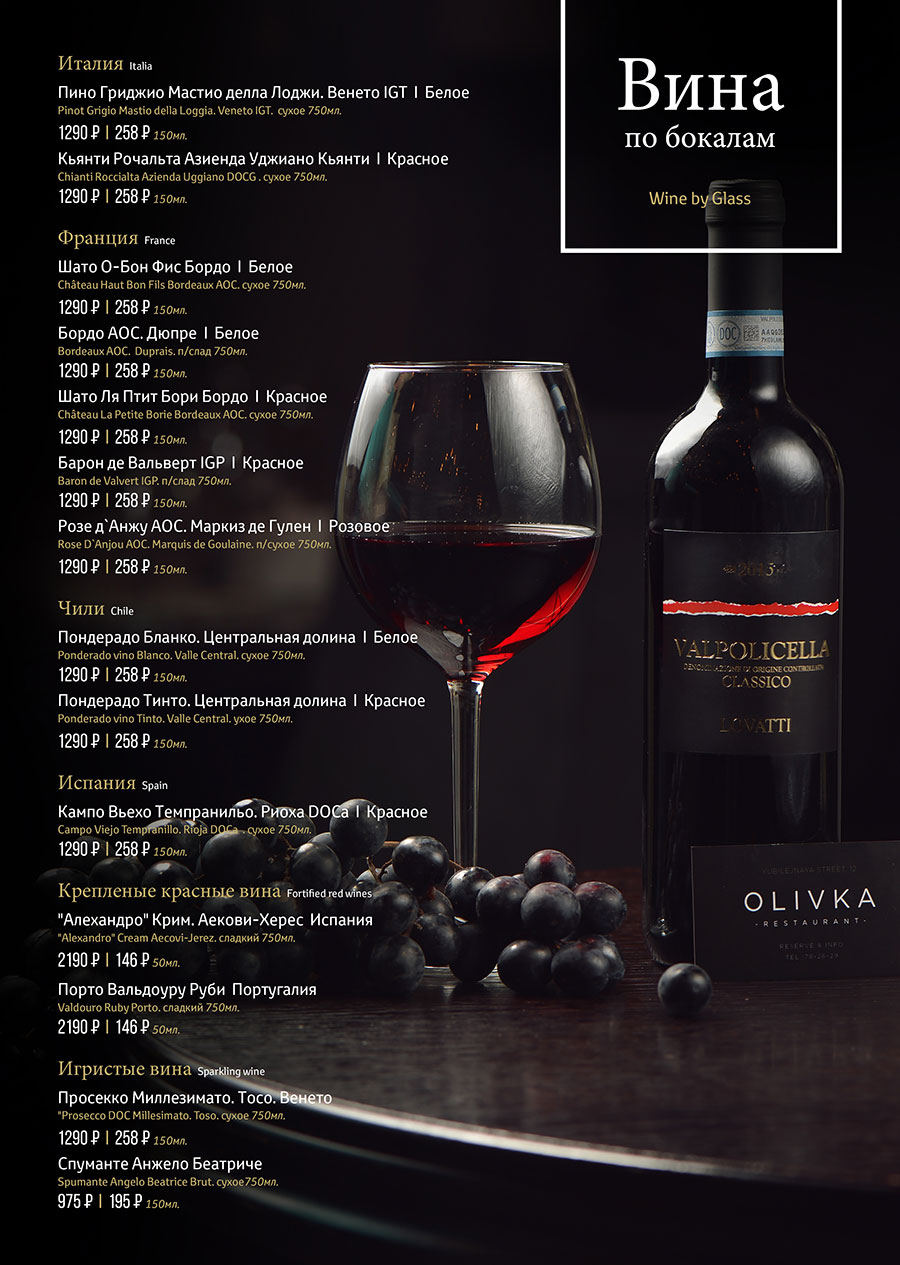 Вина
по бокалам
Wine by Glass
Италия Italia
Пино Гриджио Мастио делла Лоджи. Венето IGT I Белое
Pinot Grigio Mastio della Loggia. Veneto IGT. сухое 750мл.
1290 ₽ I 258 ₽ 150мл.
Кьянти Рочальта Азиенда Уджиано Кьянти I Красное
Chianti Roccialta Azienda Uggiano DOCG . сухое 750мл.
1290 ₽ I 258 ₽ 150мл.
Франция France
Шато О-Бон Фис Бордо I Белое
Château Haut Bon Fils Bordeaux AOC. сухое 750мл.
1290 ₽ I 258 ₽ 150мл.
Бордо АОС. Дюпре I Белое
Bordeaux AOC. Duprais. п/слад 750мл.
1290 ₽ I 258 ₽ 150мл.
Шато Ля Птит Бори Бордо I Красное
Château La Petite Borie Bordeaux AOC. сухое 750мл.
1290 ₽ I 258 ₽ 150мл.
Барон де Вальверт IGP I Красное
Baron de Valvert IGP. п/слад 750мл.
1290 ₽ I 258 ₽ 150мл.
Розе д`Анжу АОС. Маркиз де Гулен I Розовое
Rose D`Anjou AOC. Marquis de Goulaine. п/сухое 750мл.
1290 ₽ I 258 ₽ 150мл.
Чили Chile
Пондерадо Бланко. Центральная долина I Белое
Ponderado vino Blanco. Valle Central. сухое 750мл.
1290 ₽ I 258 ₽ 150мл.
Пондерадо Тинто. Центральная долина I Красное
Ponderado vino Tinto. Valle Central. ухое 750мл.
1290 ₽ I 258 ₽ 150мл.
Испания Spain
Кампо Вьехо Темпранильо. Риоха DOCa I Красное
Campo Viejo Tempranillo. Rioja DOCa . сухое 750мл.
1290 ₽ I 258 ₽ 150мл.
Крепленые красные вина Fortified red wines
"Алехандро" Крим. Аекови-Херес Испания
"Alexandro" Cream Aecovi-Jerez. сладкий 750мл.
2190 ₽ I 146 ₽ 50мл.
Порто Вальдоуру Руби Португалия
Valdouro Ruby Porto. сладкий 750мл.
2190 ₽ I 146 ₽ 50мл.
Игристые вина Sparkling wine
Просекко Миллезимато. Тосо. Венето
"Prosecco DOC Millesimato. Toso. сухое 750мл.
1290 ₽ I 258 ₽ 150мл.
Спуманте Анжело Беатриче
Spumante Angelo Beatrice Brut. сухое750мл.
975 ₽ I 195 ₽ 150мл.
DOC
2015
VALPOLICELLA
DENOMINAZIONE DI ORIGINE CONTROLLATA
CLASSICO
LOVATTI
YUBILEJNAYA STREET 12
OLIVKA
-RESTAURANT-
RESERVE & INFO